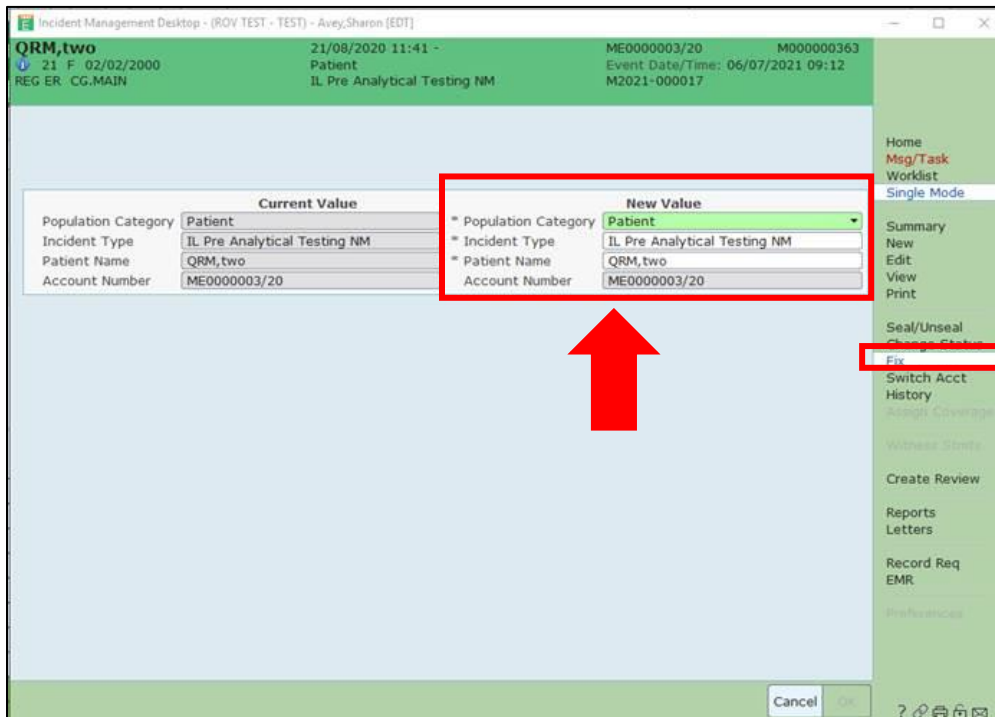 Incident Management Desktop - (ROV TEST - TEST) - Avey,Sharon [EDT]
QRM,two 21/08/2020 11:41 - ME0000003/20 M000000363
21 F 02/02/2000 Patient Event Date/Time: 06/07/2021 09:12
REG ER CG.MAIN IL Pre Analytical Testing NM M2021-000017
Current Value New Value
Population Category Patient * Population Category Patient
Incident Type IL Pre Analytical Testing NM * Incident Type IL Pre Analytical Testing NM
Patient Name QRM,two * Patient Name QRM,two
Account Number ME0000003/20 Account Number ME0000003/20
Home
Msg/Task
Worklist
Single Mode
Summary
New
Edit
View
Print
Seal/Unseal
Change Status
Fix
Switch Acct
History
Assign Coverage
Witness Stmts
Create Review
Reports
Letters
Record Req
EMR
Preferences
Cancel OK